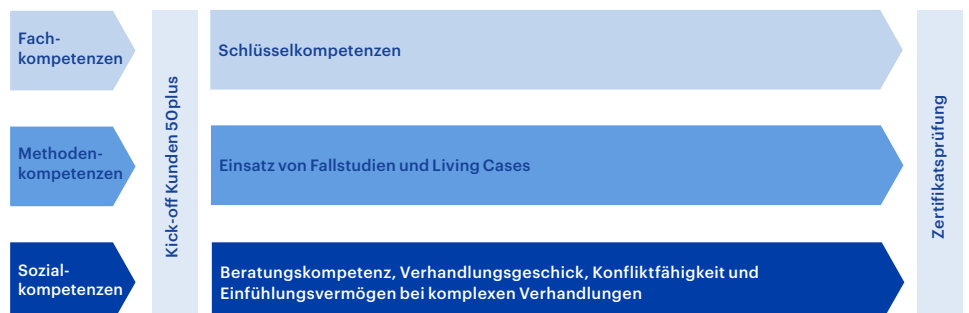 Fach-
kompetenzen
Kick-off Kunden 50plus
Schlüsselkompetenzen
Zertifikatsprüfung
Methoden-
kompetenzen
Einsatz von Fallstudien und Living Cases
Sozial-
kompetenzen
Beratungskompetenz, Verhandlungsgeschick, Konfliktfähigkeit und
Einfühlungsvermögen bei komplexen Verhandlungen